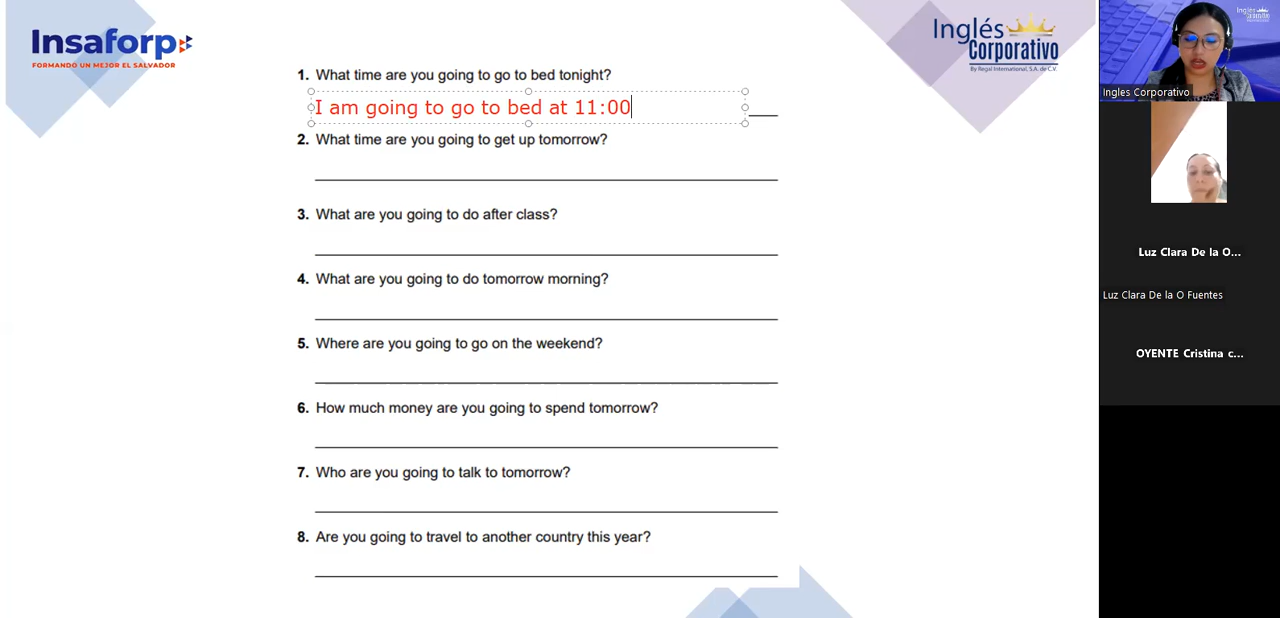 Insaforp
FORMANDO UN MEJOR EL SALVADOR
Inglés
Corporativo
By Regal International, S.A. de C.V.
1. What time are you going to go to bed tonight?
I am going to go to bed at 11:00
2. What time are you going to get up tomorrow?
3. What are you going to do after class?
4. What are you going to do tomorrow morning?
5. Where are you going to go on the weekend?
6. How much money are you going to spend tomorrow?
7. Who are you going to talk to tomorrow?
8. Are you going to travel to another country this year?
Inglés
Corporativo
Ingles Corporativo
Luz Clara De la O...
Luz Clara De la O Fuentes
OYENTE Cristina c...